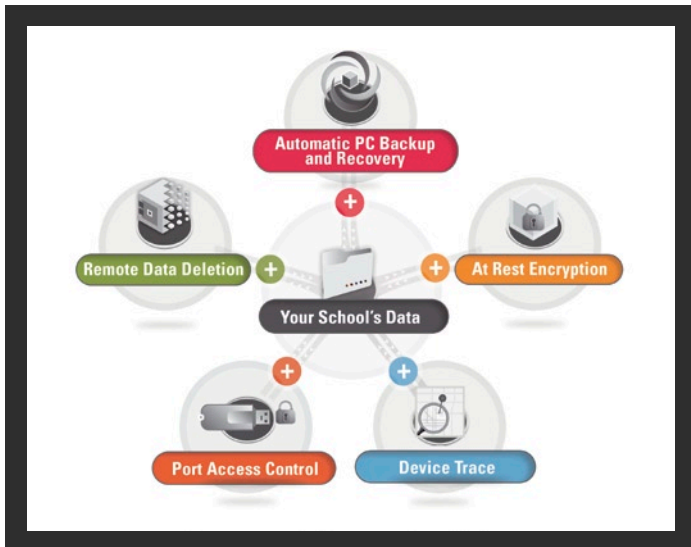 Automatic PC Backup
and Recovery
Remote Data Deletion
At Rest Encryption
Your School's Data
Port Access Control
Device Trace